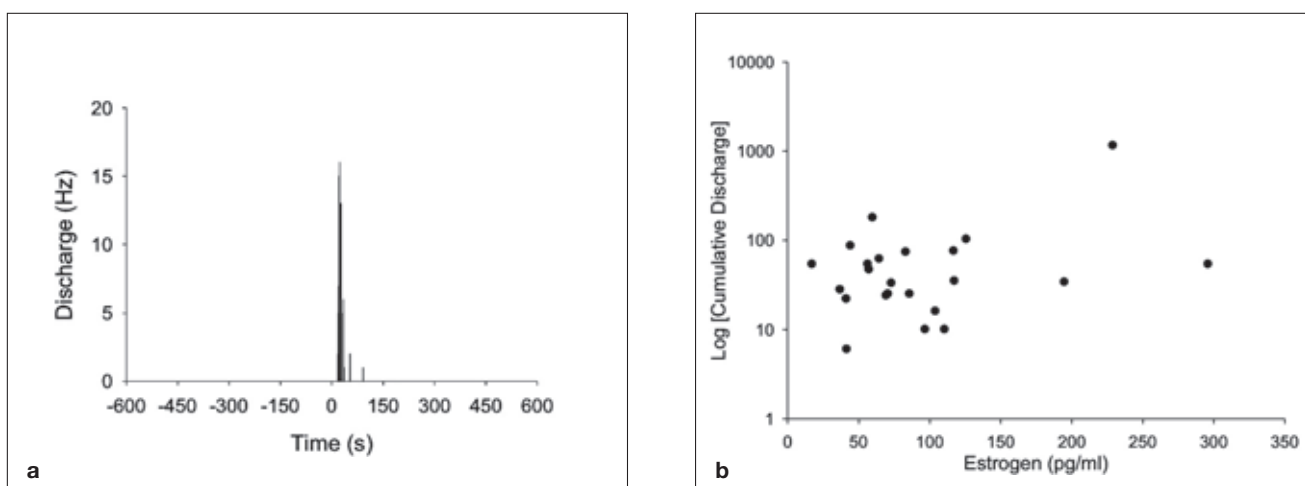 20
15
10
5
0
Discharge (Hz)
-600 -450 -300 -150 0 150 300 450 600
Time (s)
a
10000
1000
100
10
1
Log [Cumulative Discharge]
0 50 100 150 200 250 300 350
Estrogen (pg/ml)
b